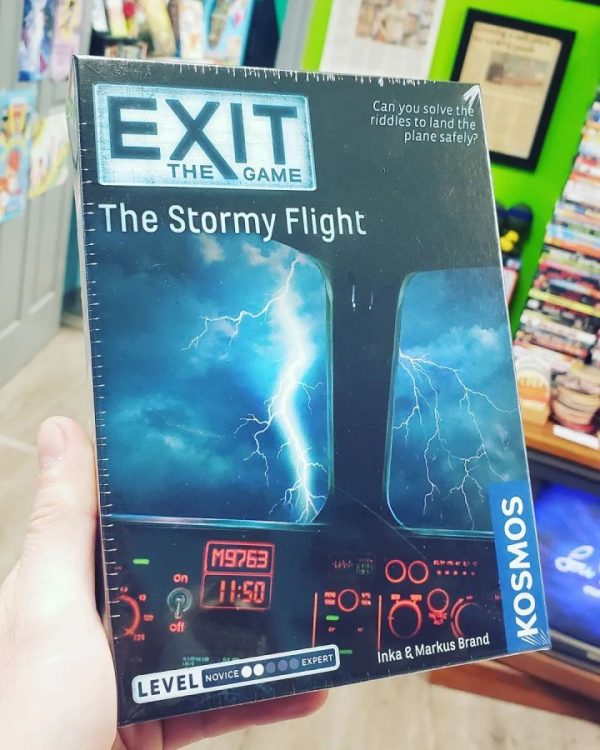 EXIT
THE GAME
Can you solve the
riddles to land the
plane safely?
The Stormy Flight
M9763
11:50
on
off
KOSMOS
Inka & Markus Brand
LEVEL NOVICE EXPERT